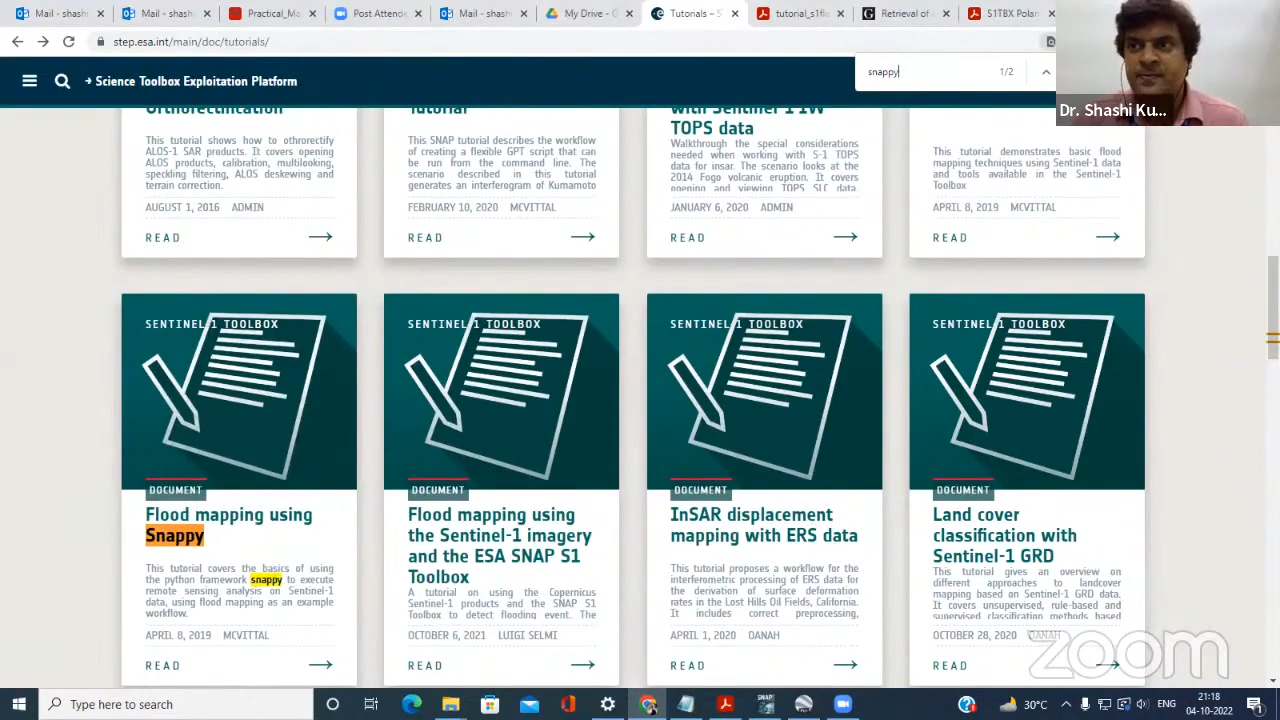 Mail - shashi
Mail - shashi
Practical_Mo
Post Attende
Mail - shash
My Drive - G
Tutorials – S
tutorial_s1flo
Retrieval of
S1TBX Polar
step.esa.int/main/doc/tutorials/
snappy
1/2
Science Toolbox Exploitation Platform
Dr. Shashi Ku...
Orthorectification
This tutorial shows how to othrorectify
ALOS-1 SAR products. It covers opening
ALOS products, calibration, multilooking,
speckling filtering, ALOS deskewing and
terrain correction.
AUGUST 1, 2016 ADMIN
READ
Tutorial
This SNAP tutorial describes the workflow
of creating a flexible GPT script that can
be run from the command line. The
scenario described in this tutorial
generates an interferogram of Kumamoto
FEBRUARY 10, 2020 MCVITTAL
READ
with Sentinel-1 IW
TOPS data
Walkthrough the special considerations
needed when working with S-1 TOPS
data for insar. The scenario looks at the
2014 Fogo volcanic eruption. It covers
opening and viewing TOPS SLC data,
JANUARY 6, 2020 ADMIN
READ
This tutorial demonstrates basic flood
mapping techniques using Sentinel-1 data
and tools available in the Sentinel-1
Toolbox
APRIL 8, 2019 MCVITTAL
READ
SENTINEL-1 TOOLBOX
DOCUMENT
Flood mapping using
Snappy
This tutorial covers the basics of using
the python framework snappy to execute
remote sensing analysis on Sentinel-1
data, using flood mapping as an example
workflow.
APRIL 8, 2019 MCVITTAL
READ
SENTINEL-1 TOOLBOX
DOCUMENT
Flood mapping using
the Sentinel-1 imagery
and the ESA SNAP S1
Toolbox
A tutorial on using the Copernicus
Sentinel-1 products and the SNAP S1
Toolbox to detect flooding event. The
OCTOBER 6, 2021 LUIGI SELMI
READ
SENTINEL-1 TOOLBOX
DOCUMENT
InSAR displacement
mapping with ERS data
This tutorial proposes a workflow for the
interferometric processing of ERS data for
the derivation of surface deformation
rates in the Lost Hills Oil Fields, California.
It includes correct preprocessing,
APRIL 1, 2020 OANAH
READ
SENTINEL-1 TOOLBOX
DOCUMENT
Land cover
classification with
Sentinel-1 GRD
This tutorial gives an overview on
different approaches to landcover
mapping based on Sentinel-1 GRD data.
It covers unsupervised, rule-based and
supervised classification methods based
OCTOBER 28, 2020 OANAH
READ
zoom
Type here to search
SNAP
30°C
21:18
04-10-2022